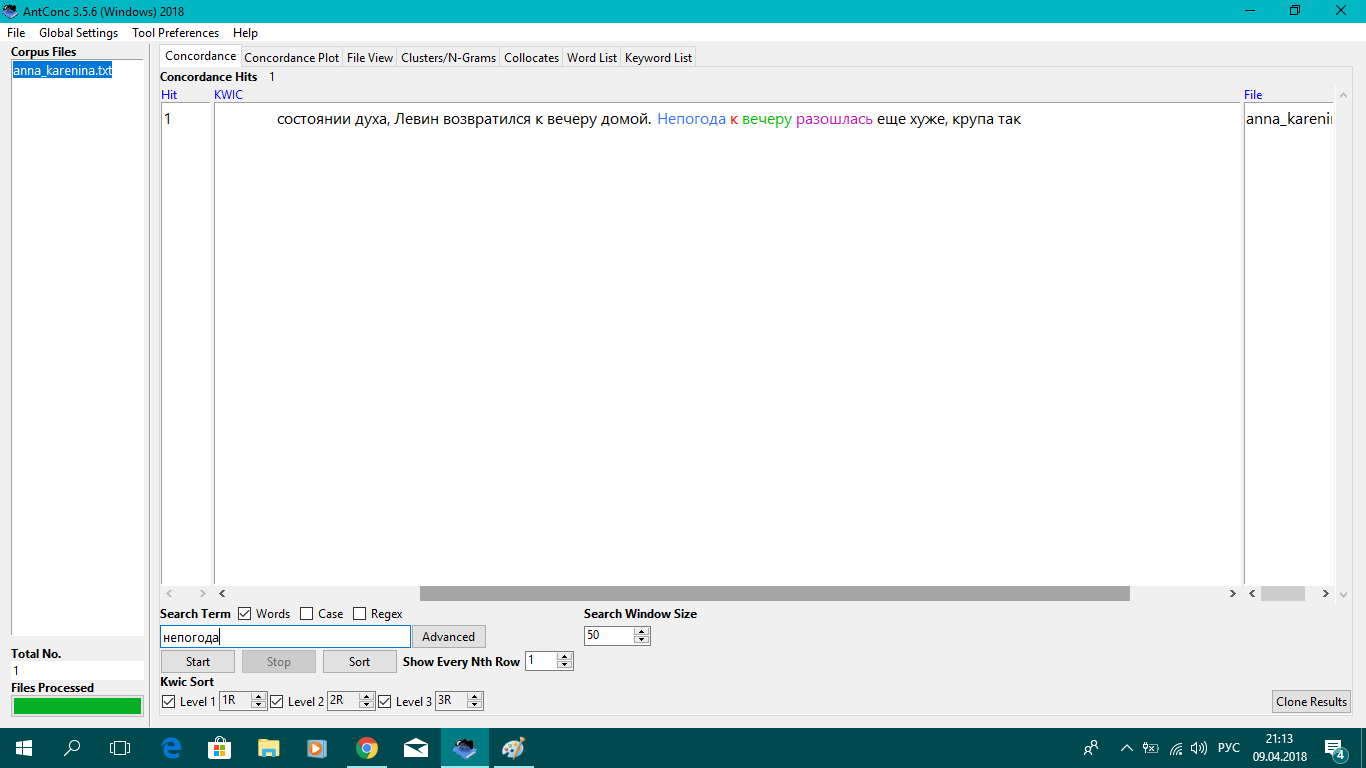 AntConc 3.5.6 (Windows) 2018
File Global Settings Tool Preferences Help
Corpus Files
anna_karenina.txt
Concordance Concordance Plot File View Clusters/N-Grams Collocates Word List Keyword List
Concordance Hits 1
Hit KWIC File
1 состоянии духа, Левин возвратился к вечеру домой. Непогода к вечеру разошлась еще хуже, крупа так anna_karenin
Search Term Words Case Regex Search Window Size
непогода Advanced 50
Start Stop Sort Show Every Nth Row 1
Kwic Sort
Level 1 1R Level 2 2R Level 3 3R Clone Results
Total No.
1
Files Processed
РУС 21:13
09.04.2018 4